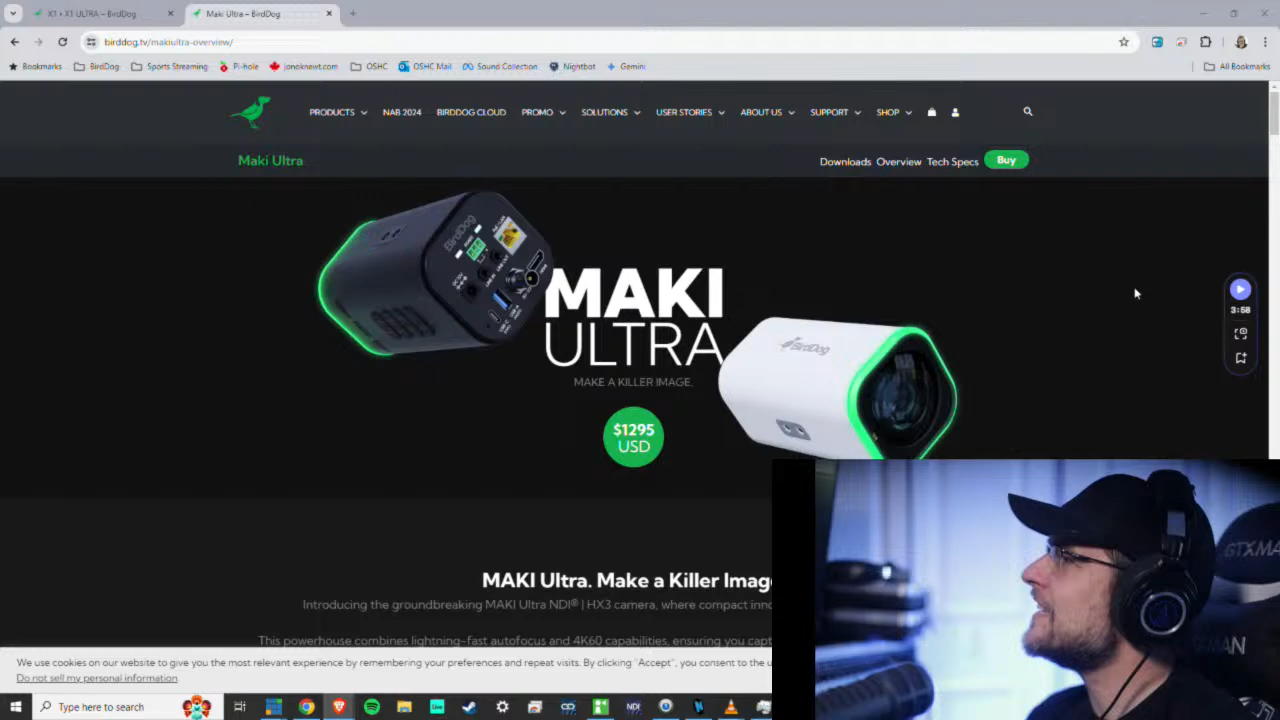 X1 • X1 ULTRA – BirdDog
Maki Ultra – BirdDog
birddog.tv/makiultra-overview/
Bookmarks BirdDog Sports Streaming Pi-hole jonoknewt.com OSHC OSHC Mail Sound Collection Nightbot Gemini All Bookmarks
PRODUCTS NAB 2024 BIRDDOG CLOUD PROMO SOLUTIONS USER STORIES ABOUT US SUPPORT SHOP
Maki Ultra Downloads Overview Tech Specs Buy
BirdDog
MAKI
ULTRA
MAKE A KILLER IMAGE.
BirdDog
3:58
$1295
USD
MAKI Ultra. Make a Killer Imag
Introducing the groundbreaking MAKI Ultra NDI® | HX3 camera, where compact inno
This powerhouse combines lightning-fast autofocus and 4K60 capabilities, ensuring you capt
We use cookies on our website to give you the most relevant experience by remembering your preferences and repeat visits. By clicking "Accept", you consent to the u
Do not sell my personal information.
Type here to search
Live
NDI
GTXMAN